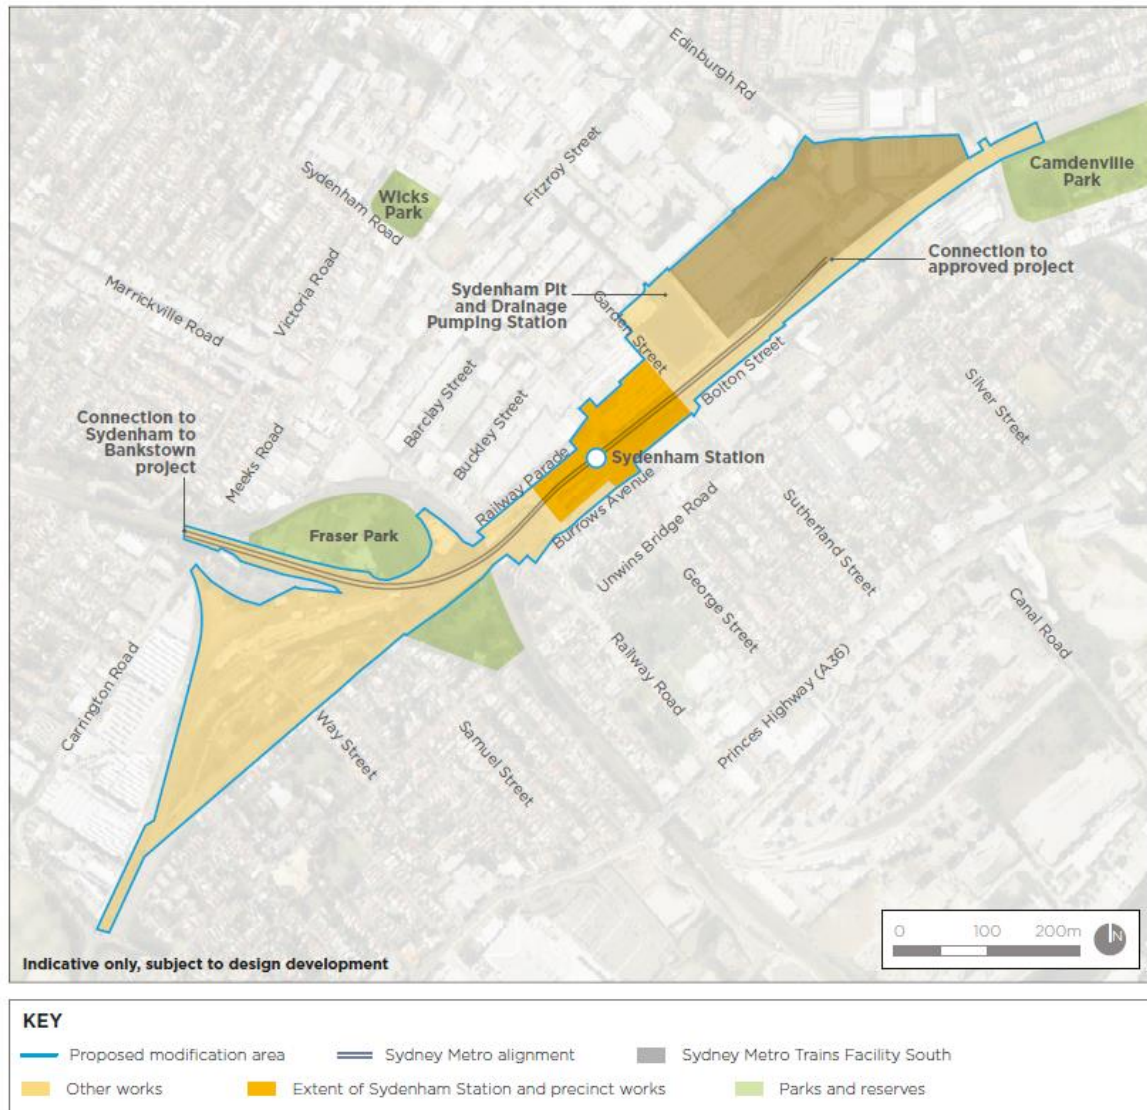 Edinburgh Rd
Camdenville
Park
Fitzroy Street
Sydenham Road
Wicks
Park
Connection to
approved project
Sydenham Pit
and Drainage
Pumping Station
Victoria Road
Marrickville Road
Garden Street
Bolton Street
Silver Street
Barclay Street
Buckley Street
Connection to
Sydenham to
Bankstown
project
Meeks Road
Railway Parade
Sydenham Station
Burrows Avenue
Unwins Bridge Road
Sutherland Street
Fraser Park
George Street
Canal Road
Railway Road
Princes Highway (A36)
Carrington Road
Way Street
Samuel Street
0 100 200m
N
Indicative only, subject to design development
KEY
Proposed modification area Sydney Metro alignment Sydney Metro Trains Facility South
Other works Extent of Sydenham Station and precinct works Parks and reserves